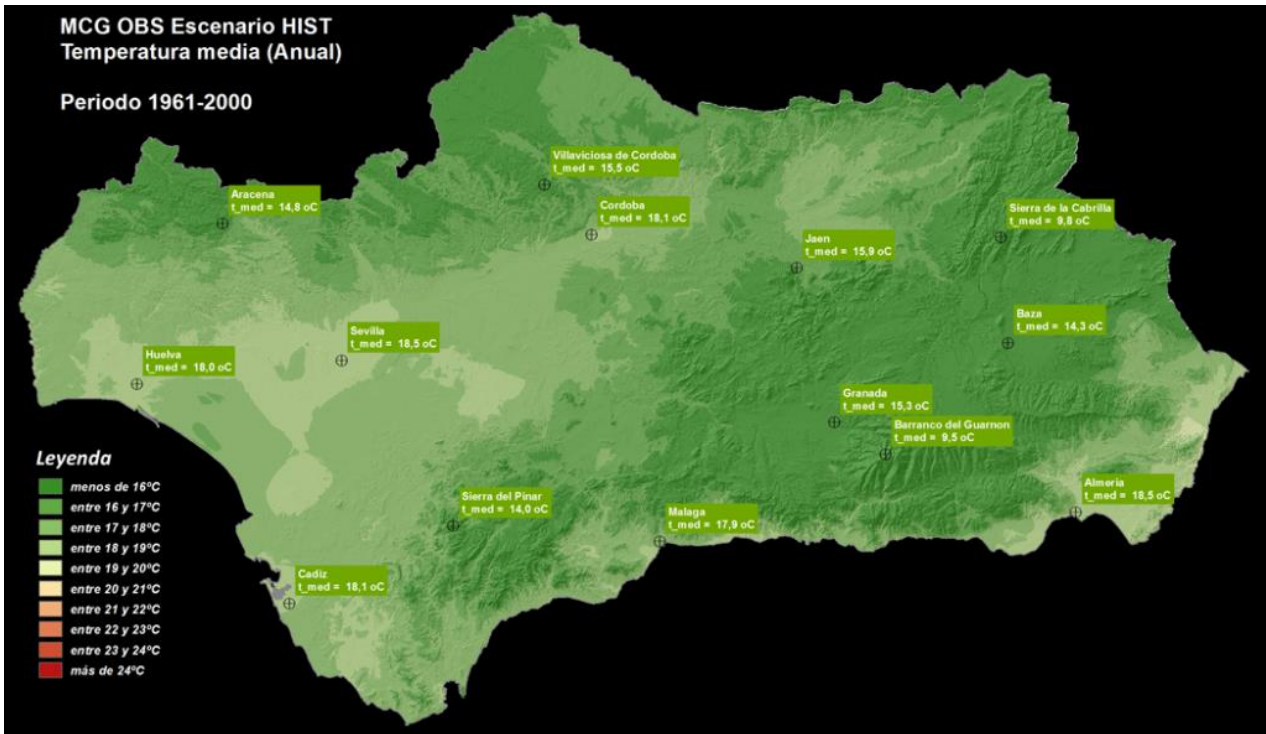 MCG OBS Escenario HIST
Temperatura media (Anual)
Periodo 1961-2000
Villaviciosa de Cordoba
t_med = 15,5 oC
Aracena
t_med = 14,8 oC
Cordoba
t_med = 18,1 oC
Sierra de la Cabrilla
t_med = 9,8 oC
Jaen
t_med = 15,9 oC
Baza
t_med = 14,3 oC
Sevilla
t_med = 18,5 oC
Huelva
t_med = 18,0 oC
Granada
t_med = 15,3 oC
Barranco del Guarnon
t_med = 9,5 oC
Almeria
t_med = 18,5 oC
Sierra del Pinar
t_med = 14,0 oC
Malaga
t_med = 17,9 oC
Cadiz
t_med = 18,1 oC
Leyenda
menos de 16ºC
entre 16 y 17ºC
entre 17 y 18ºC
entre 18 y 19ºC
entre 19 y 20ºC
entre 20 y 21ºC
entre 21 y 22ºC
entre 22 y 23ºC
entre 23 y 24ºC
más de 24ºC